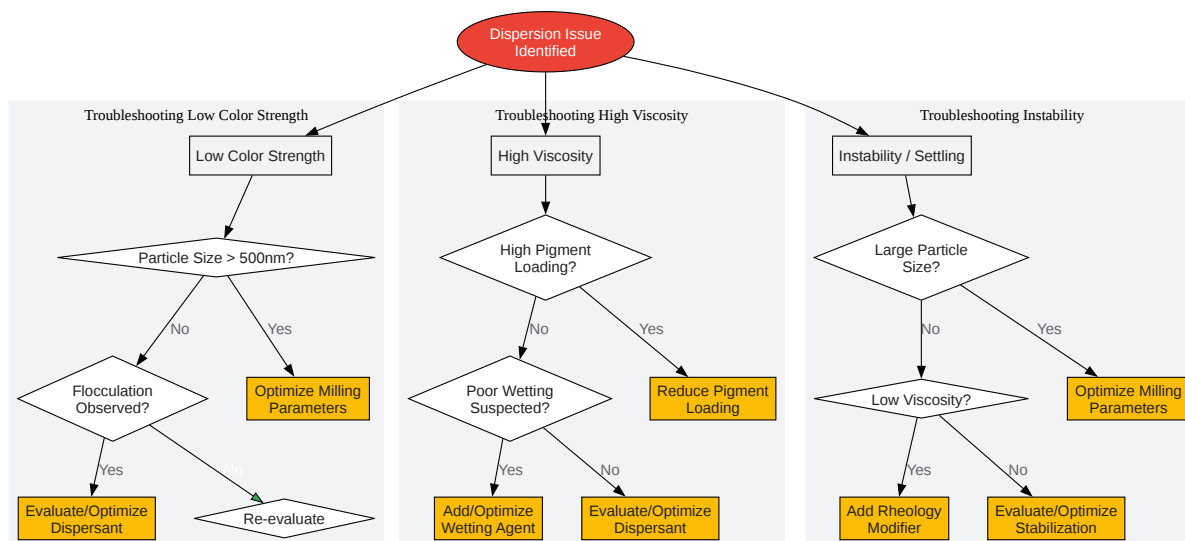 Dispersion Issue
Identified
Troubleshooting Low Color Strength
Low Color Strength
Particle Size > 500nm?
No
Yes
Flocculation
Observed?
Optimize Milling
Parameters
Yes
No
Evaluate/Optimize
Dispersant
Re-evaluate
Troubleshooting High Viscosity
High Viscosity
High Pigment
Loading?
No
Yes
Poor Wetting
Suspected?
Reduce Pigment
Loading
Yes
No
Add/Optimize
Wetting Agent
Evaluate/Optimize
Dispersant
Troubleshooting Instability
Instability / Settling
Large Particle
Size?
No
Yes
Low Viscosity?
Optimize Milling
Parameters
Yes
No
Add Rheology
Modifier
Evaluate/Optimize
Stabilization